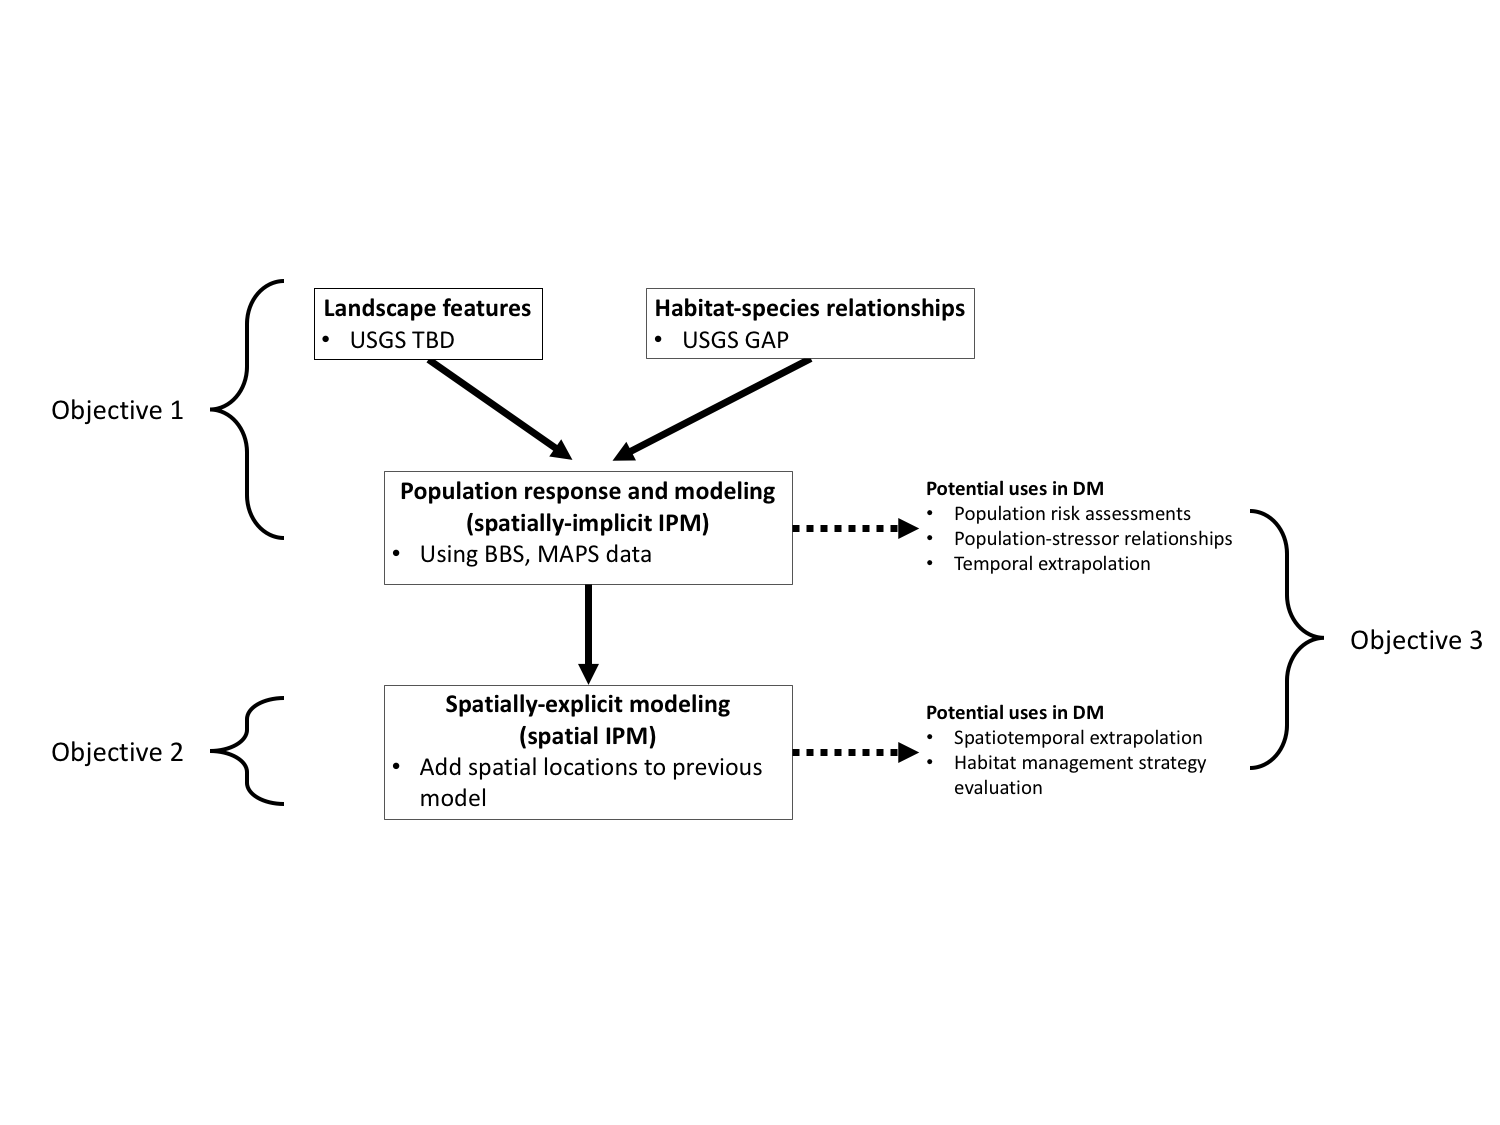 Landscape features
• USGS TBD
Habitat-species relationships
• USGS GAP
Objective 1
Population response and modeling
(spatially-implicit IPM)
• Using BBS, MAPS data
Potential uses in DM
• Population risk assessments
• Population-stressor relationships
• Temporal extrapolation
Objective 3
Objective 2
Spatially-explicit modeling
(spatial IPM)
• Add spatial locations to previous
model
Potential uses in DM
• Spatiotemporal extrapolation
• Habitat management strategy
evaluation